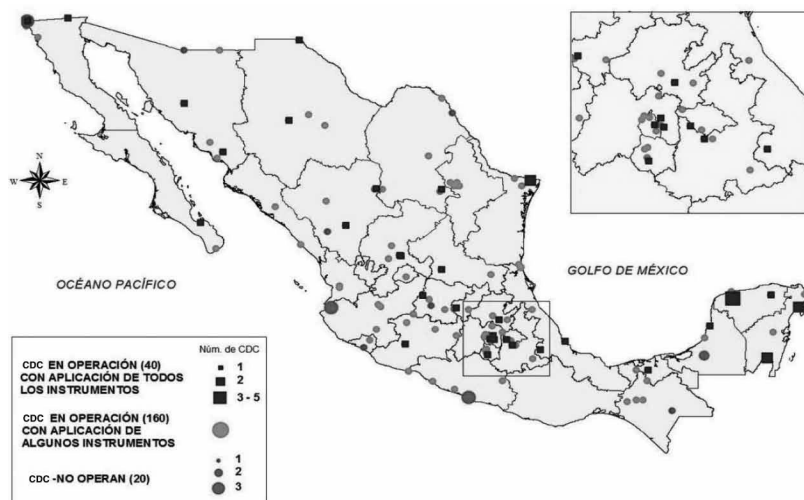 N
W E
S
OCÉANO PACÍFICO
GOLFO DE MÉXICO
Núm. de CDC
CDC EN OPERACIÓN (40)
CON APLICACIÓN DE TODOS
LOS INSTRUMENTOS
1
2
3 - 5
CDC EN OPERACIÓN (160)
CON APLICACIÓN DE
ALGUNOS INSTRUMENTOS
CDC -NO OPERAN (20)
1
2
3